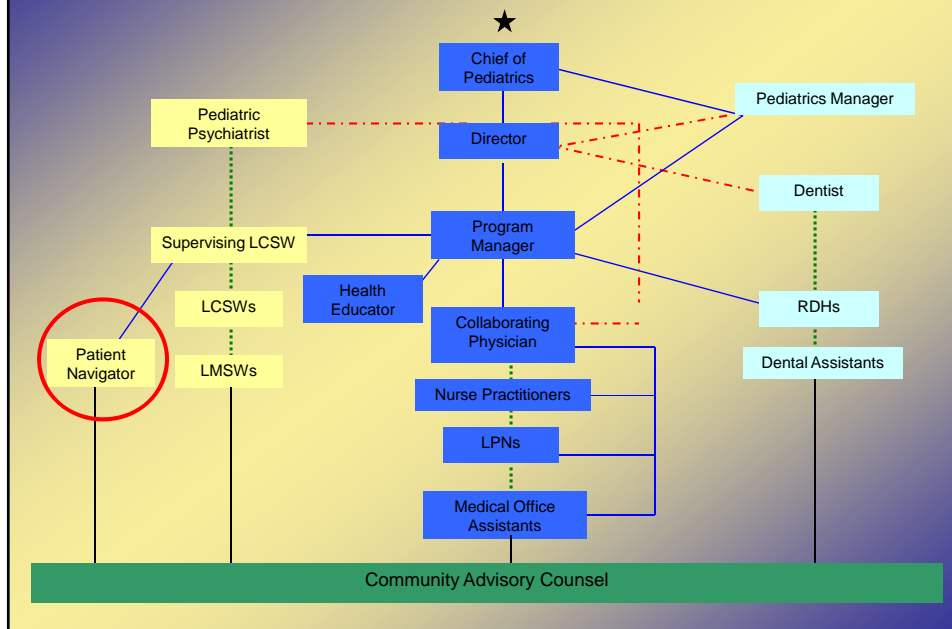 Chief of
Pediatrics
Pediatrics Manager
Pediatric
Psychiatrist
Director
Dentist
Supervising LCSW
Program
Manager
Health
Educator
LCSWs
Collaborating
Physician
RDHs
Patient
Navigator
LMSWs
Dental Assistants
Nurse Practitioners
LPNs
Medical Office
Assistants
Community Advisory Counsel